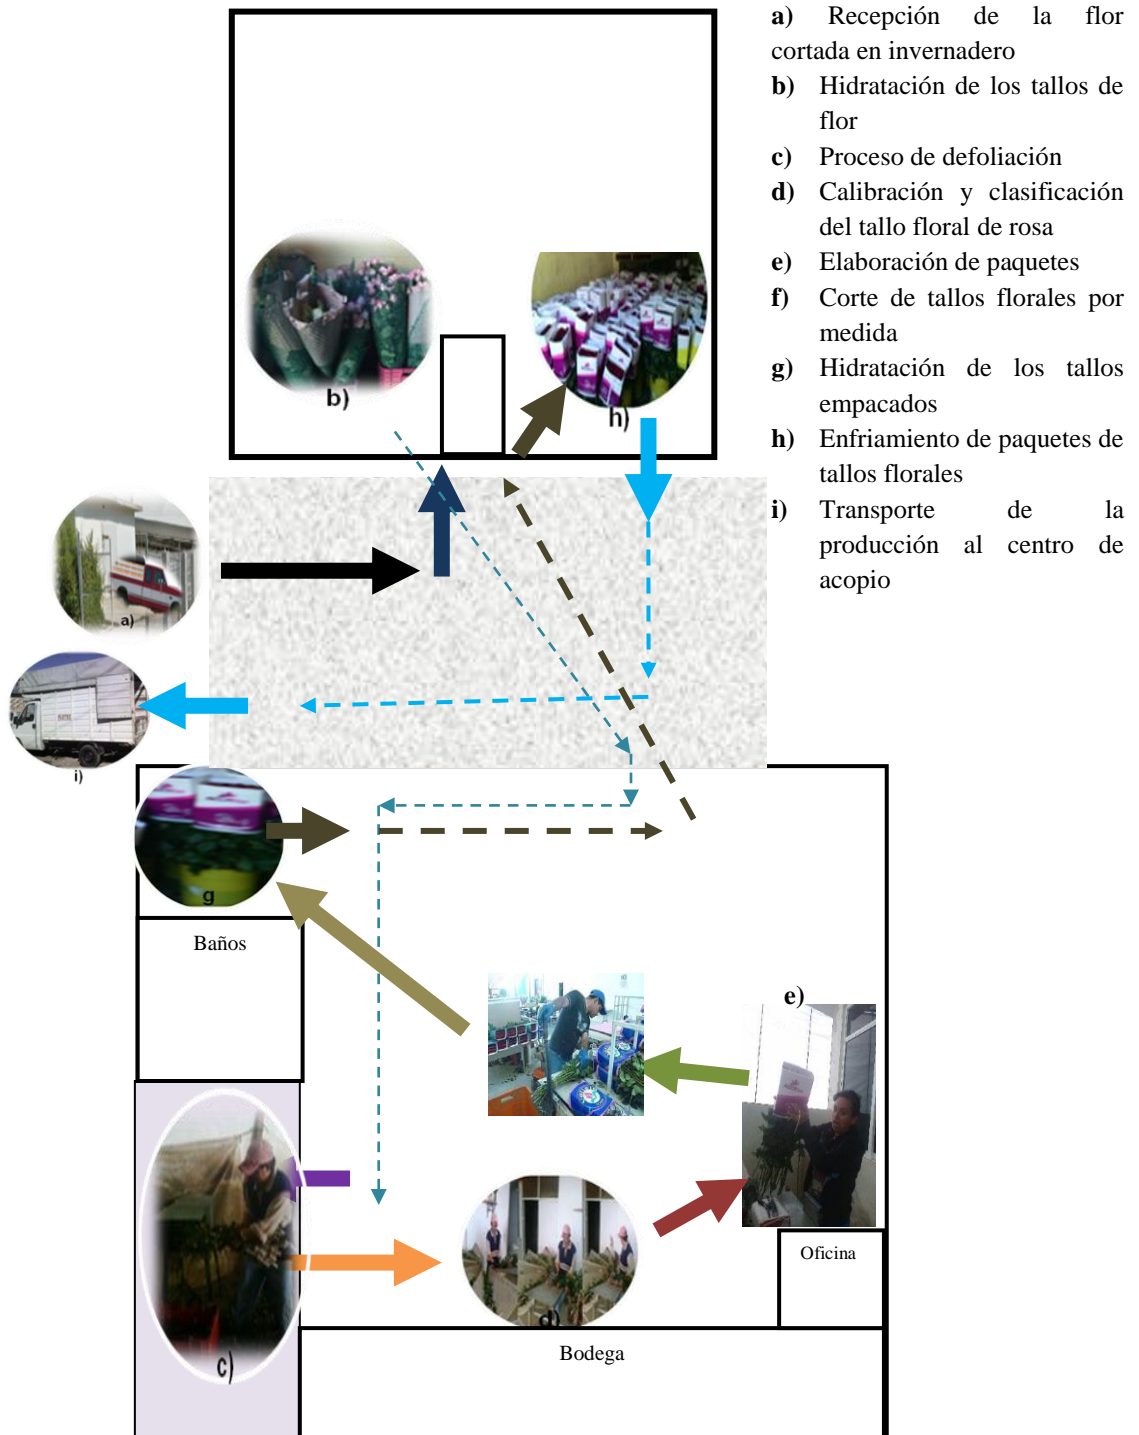 a) Recepción de la flor
cortada en invernadero
b) Hidratación de los tallos de
flor
c) Proceso de defoliación
d) Calibración y clasificación
del tallo floral de rosa
e) Elaboración de paquetes
f) Corte de tallos florales por
medida
g) Hidratación de los tallos
empacados
h) Enfriamiento de paquetes de
tallos florales
i) Transporte de la
producción al centro de
acopio
b)
h)
a)
i)
g
Baños
e)
Oficina
d)
Bodega
c)